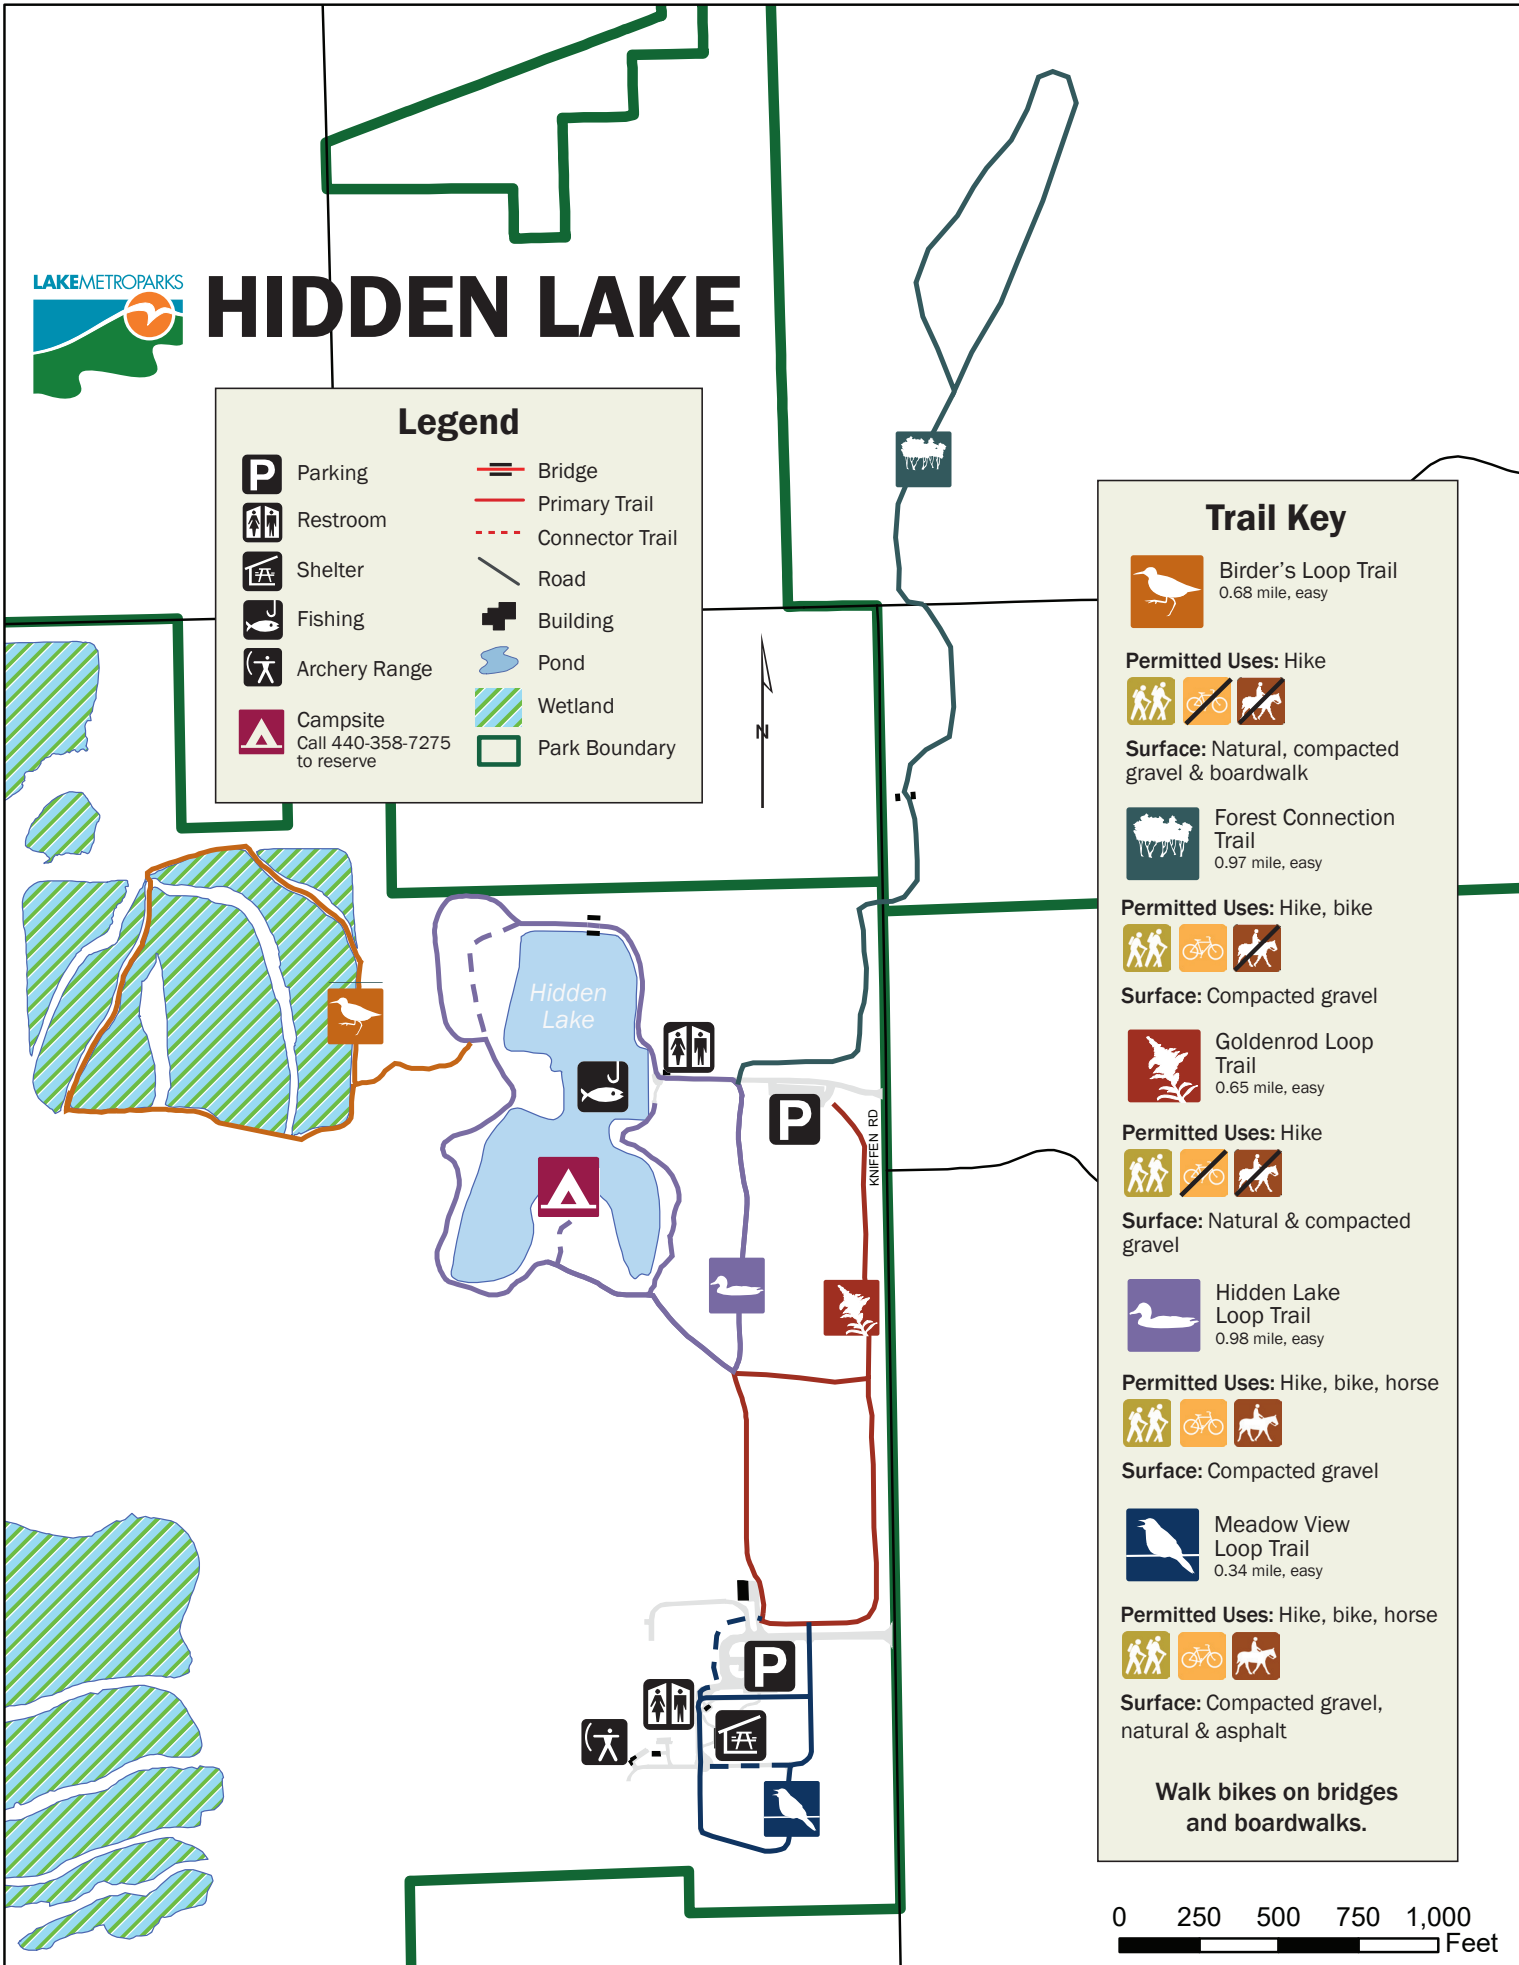 LAKEMETROPARKS
HIDDEN LAKE
Legend
P Parking
Restroom
Shelter
Fishing
Archery Range
Campsite
Call 440-358-7275
to reserve
Bridge
Primary Trail
Connector Trail
Road
Building
Pond
Wetland
Park Boundary
N
Hidden
Lake
P
KNIFFEN RD
P
Trail Key
Birder's Loop Trail
0.68 mile, easy
Permitted Uses: Hike
Surface: Natural, compacted
gravel & boardwalk
Forest Connection
Trail
0.97 mile, easy
Permitted Uses: Hike, bike
Surface: Compacted gravel
Goldenrod Loop
Trail
0.65 mile, easy
Permitted Uses: Hike
Surface: Natural & compacted
gravel
Hidden Lake
Loop Trail
0.98 mile, easy
Permitted Uses: Hike, bike, horse
Surface: Compacted gravel
Meadow View
Loop Trail
0.34 mile, easy
Permitted Uses: Hike, bike, horse
Surface: Compacted gravel,
natural & asphalt
Walk bikes on bridges
and boardwalks.
0 250 500 750 1,000
Feet